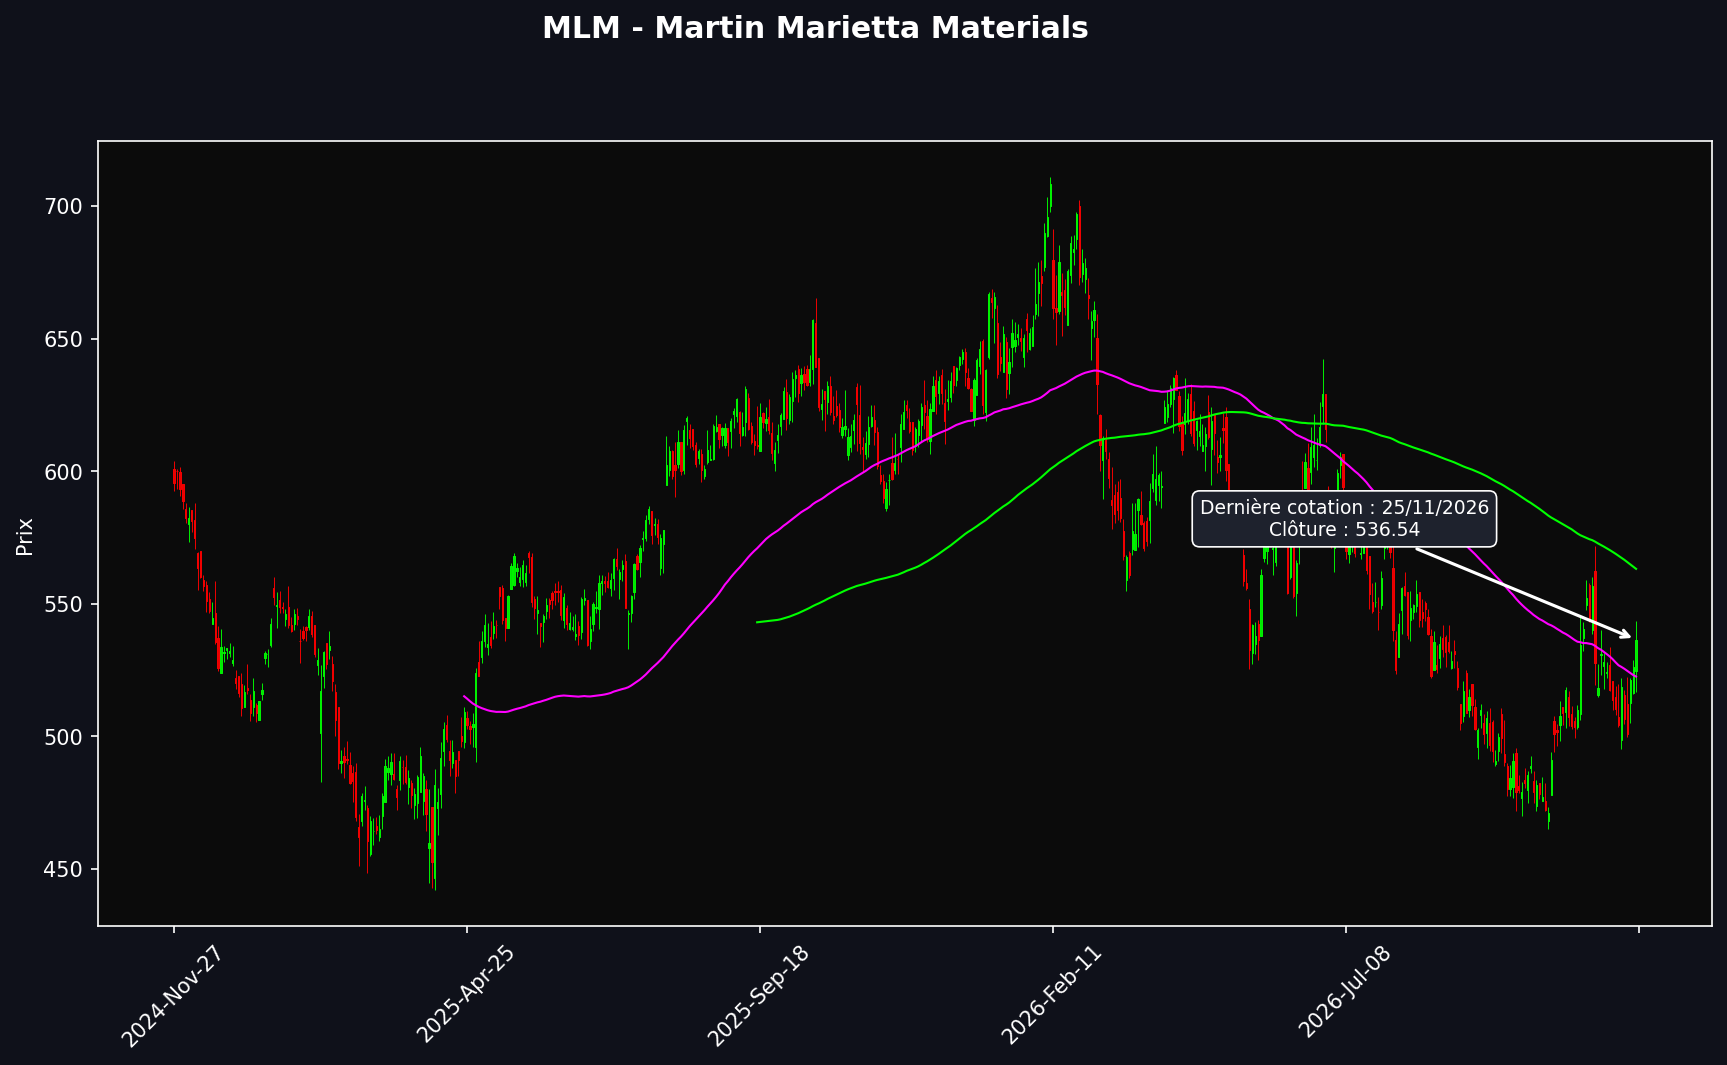 MLM - Martin Marietta Materials
Prix
700
650
600
550
500
450
Dernière cotation : 25/11/2026
Clôture : 536.54
2024-Nov-27
2025-Apr-25
2025-Sep-18
2026-Feb-11
2026-Jul-08